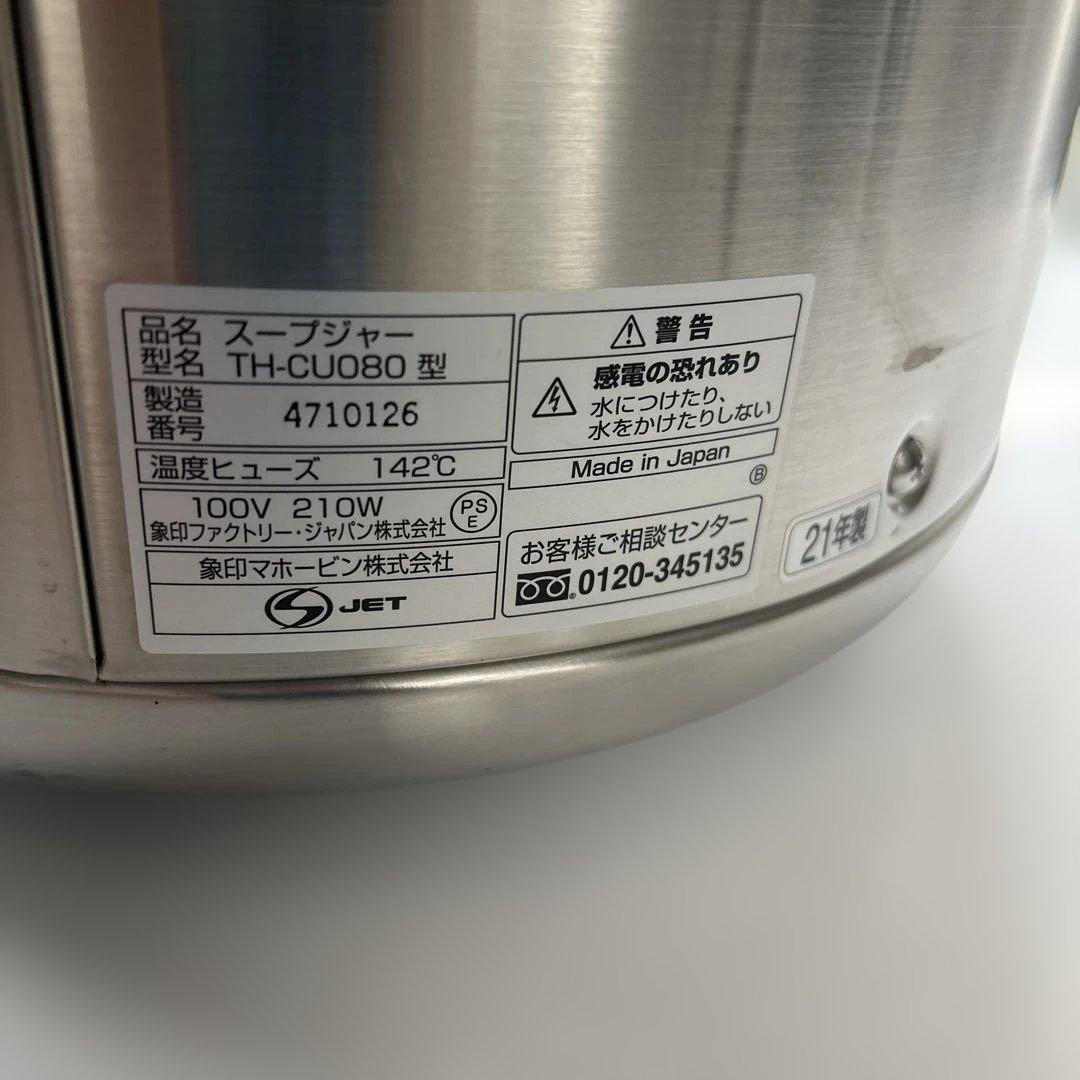 品名 スープジャー
型名 TH-CU080 型
製造番号 4710126
温度ヒューズ 142℃
100V 210W
PS
E
象印ファクトリー・ジャパン株式会社
象印マホービン株式会社
S JET
警告
感電の恐れあり
水につけたり、
水をかけたりしない
Made in Japan
Ⓑ
お客様ご相談センター
0120-345135
21年製